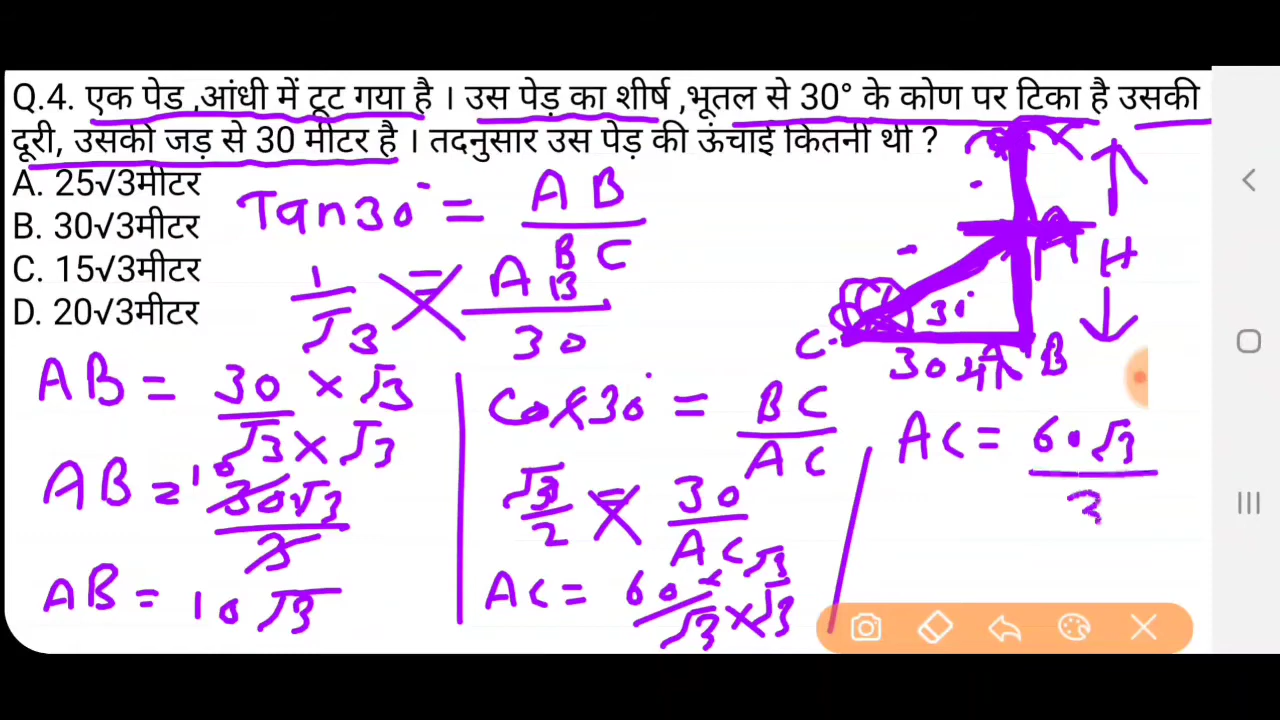 Q.4. एक पेड ,आंधी में टूट गया है । उस पेड़ का शीर्ष ,भूतल से 30° के कोण पर टिका है उसकी
दूरी, उसकी जड़ से 30 मीटर है । तदनुसार उस पेड़ की ऊंचाई कितनी थी ?
A. 25√3मीटर
B. 30√3मीटर
C. 15√3मीटर
D. 20√3मीटर
Tan30° = AB/BC
1/√3 = AB/30
AB = 30×√3/√3×√3
AB = 30√3/3
10
AB = 10√3
Cos30° = BC/AC
√3/2 = 30/AC
AC = 60×√3/√3×√3
AC = 60√3/3
A
H
30°
C
30
B